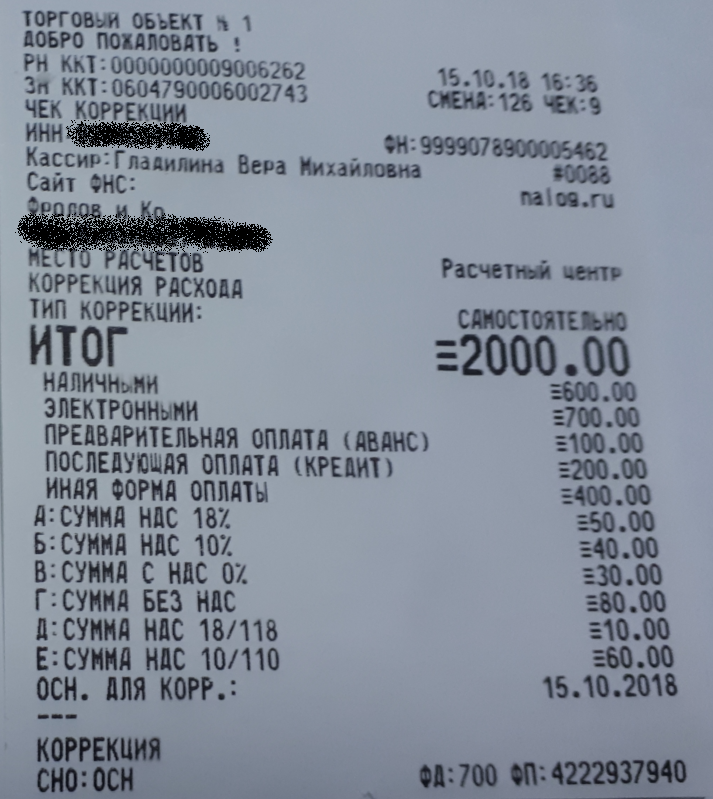 ТОРГОВЫЙ ОБЪЕКТ № 1
ДОБРО ПОЖАЛОВАТЬ !
РН ККТ:0000000009006262 15.10.18 16:36
ЗН ККТ:0604790006002743 СМЕНА:126 ЧЕК:9
ЧЕК КОРРЕКЦИИ
ИНН ФН:9999078900005462
Кассир:Гладилина Вера Михайловна #0088
Сайт ФНС: nalog.ru
Фролов и Ко
МЕСТО РАСЧЕТОВ Расчетный центр
КОРРЕКЦИЯ РАСХОДА
ТИП КОРРЕКЦИИ: САМОСТОЯТЕЛЬНО
ИТОГ ≡2000.00
НАЛИЧНЫМИ ≡600.00
ЭЛЕКТРОННЫМИ ≡700.00
ПРЕДВАРИТЕЛЬНАЯ ОПЛАТА (АВАНС) ≡100.00
ПОСЛЕДУЮЩАЯ ОПЛАТА (КРЕДИТ) ≡200.00
ИНАЯ ФОРМА ОПЛАТЫ ≡400.00
А:СУММА НДС 18% ≡50.00
Б:СУММА НДС 10% ≡40.00
В:СУММА С НДС 0% ≡30.00
Г:СУММА БЕЗ НДС ≡80.00
Д:СУММА НДС 18/118 ≡10.00
Е:СУММА НДС 10/110 ≡60.00
ОСН. ДЛЯ КОРР.: 15.10.2018
---
КОРРЕКЦИЯ
СНО:ОСН ФД:700 ФП:4222937940